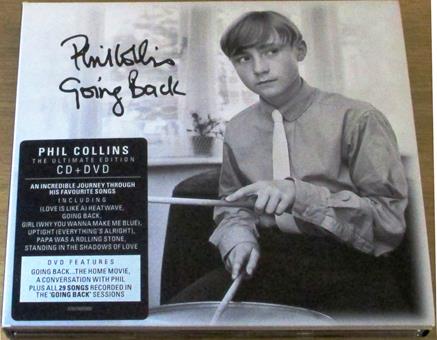 Phil Collins
Going Back
PHIL COLLINS
THE ULTIMATE EDITION
CD+DVD
AN INCREDIBLE JOURNEY THROUGH
HIS FAVOURITE SONGS
INCLUDING
(LOVE IS LIKE A) HEATWAVE,
GOING BACK,
GIRL (WHY YOU WANNA MAKE ME BLUE),
UPTIGHT (EVERYTHING'S ALRIGHT),
PAPA WAS A ROLLING STONE,
STANDING IN THE SHADOWS OF LOVE
DVD FEATURES
GOING BACK...THE HOME MOVIE,
A CONVERSATION WITH PHIL
PLUS ALL 29 SONGS RECORDED IN
THE 'GOING BACK' SESSIONS